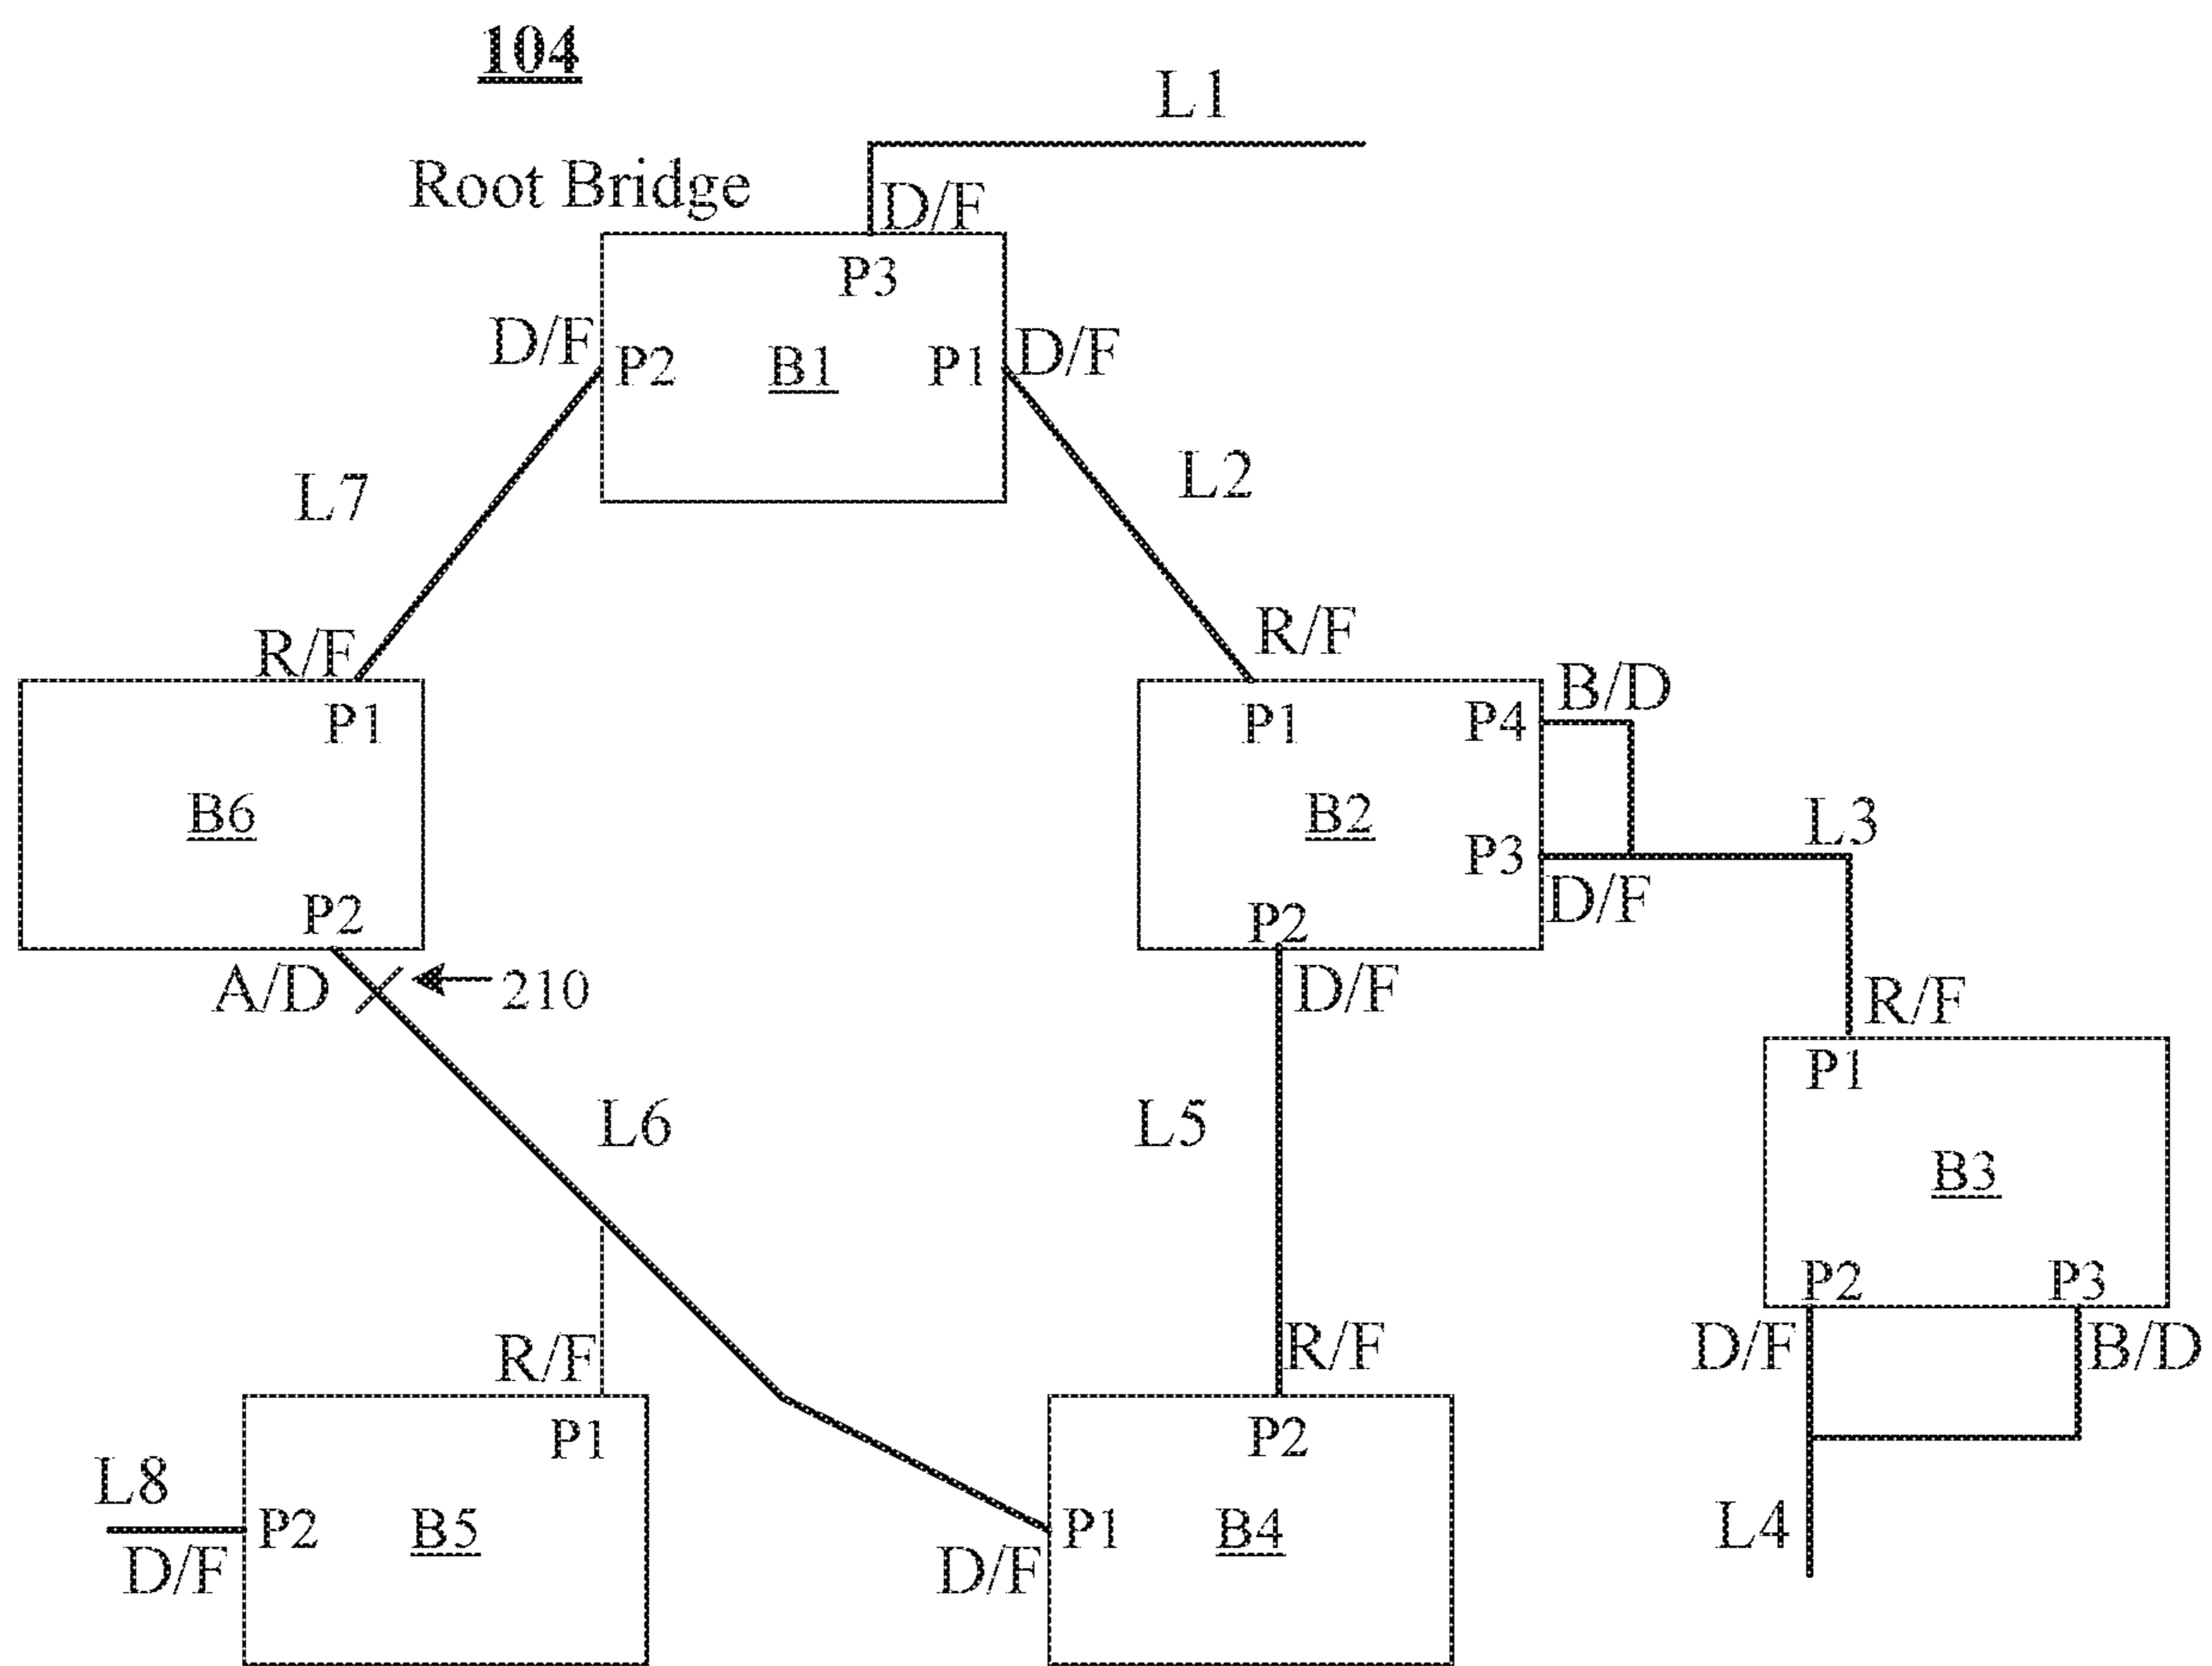 104
L1
Root Bridge
D/F
P3
D/F
P2
B1
P1
D/F
L7
L2
R/F
R/F
B/D
P1
P1
P4
B6
B2
L3
P3
P2
P2
D/F
A/D
210
D/F
R/F
P1
L6
L5
B3
P2
P3
R/F
R/F
D/F
B/D
P1
P2
L8
P2
B5
P1
B4
L4
D/F
D/F